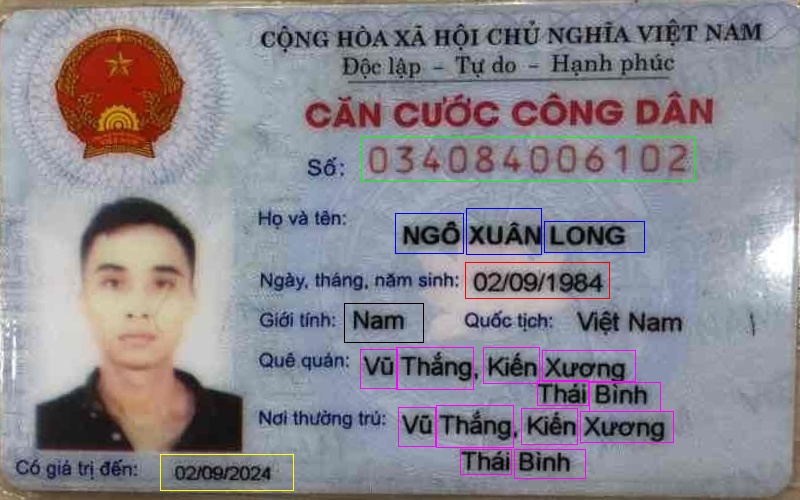 CỘNG HÒA XÃ HỘI CHỦ NGHĨA VIỆT NAM
Độc lập - Tự do - Hạnh phúc
CĂN CƯỚC CÔNG DÂN
Số: 034084006102
Họ và tên: NGÔ XUÂN LONG
Ngày, tháng, năm sinh: 02/09/1984
Giới tính: Nam Quốc tịch: Việt Nam
Quê quán: Vũ Thắng, Kiến Xương
Thái Bình
Nơi thường trú: Vũ Thắng, Kiến Xương
Thái Bình
Có giá trị đến: 02/09/2024